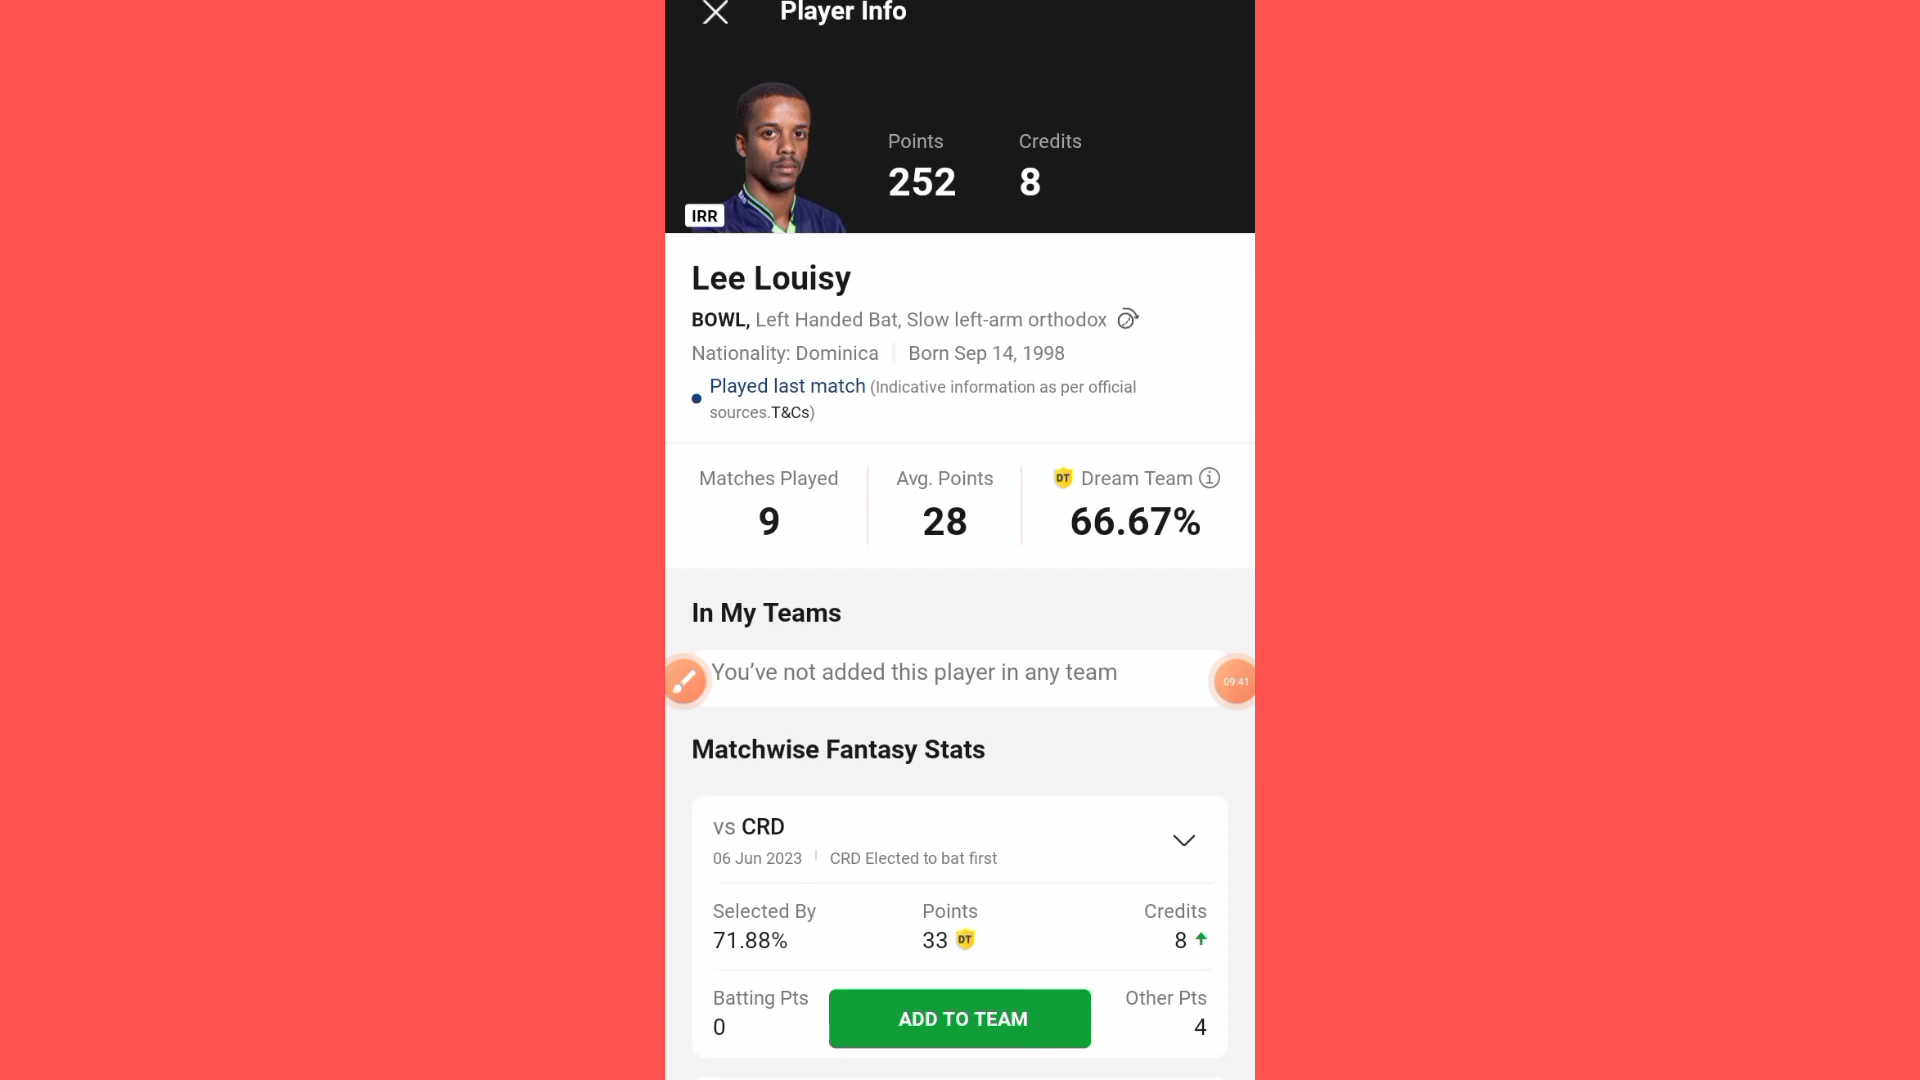 Player Info
Points
Credits
252
8
IRR
Lee Louisy
BOWL, Left Handed Bat, Slow left-arm orthodox
Nationality: Dominica
Born Sep 14, 1998
Played last match (Indicative information as per official
sources.T&Cs)
Matches Played
Avg. Points
DT Dream Team
9
28
66.67%
In My Teams
You’ve not added this player in any team
09:41
Matchwise Fantasy Stats
vs CRD
06 Jun 2023
CRD Elected to bat first
Selected By
Points
Credits
71.88%
33 DT
8
Batting Pts
Other Pts
0
ADD TO TEAM
4